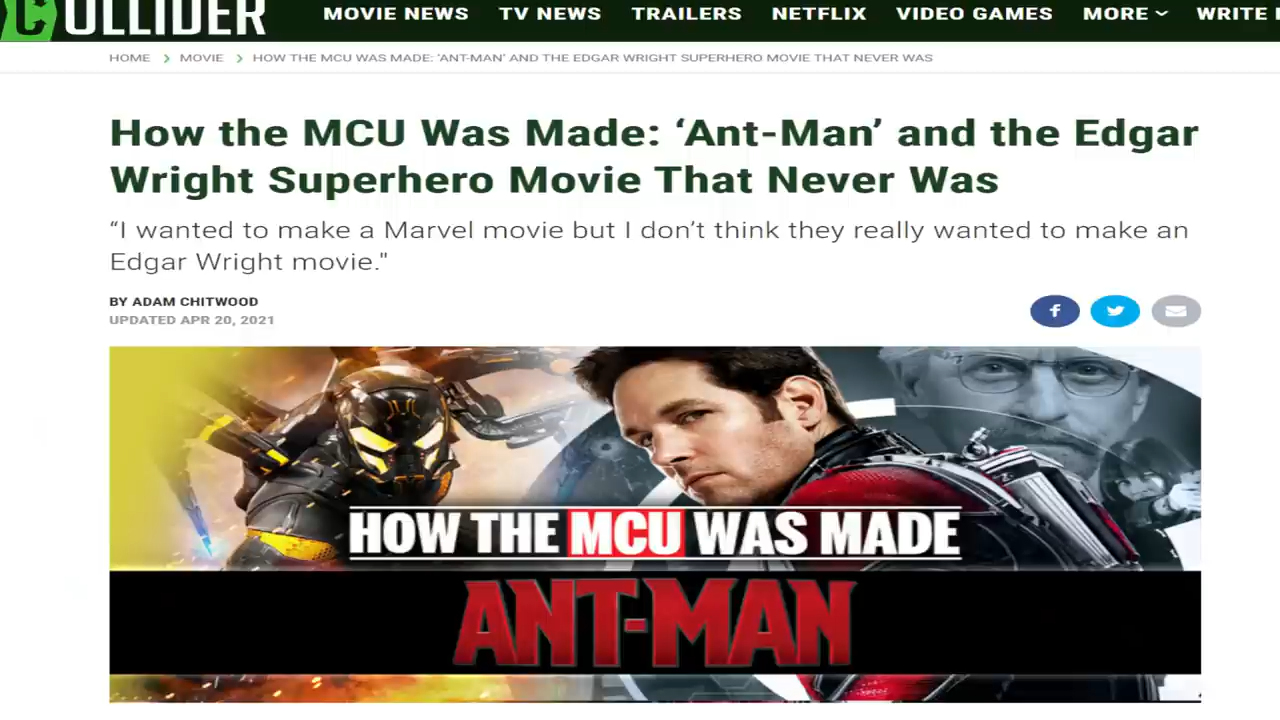 COLLIDER MOVIE NEWS TV NEWS TRAILERS NETFLIX VIDEO GAMES MORE WRITE
HOME > MOVIE > HOW THE MCU WAS MADE: 'ANT-MAN' AND THE EDGAR WRIGHT SUPERHERO MOVIE THAT NEVER WAS
How the MCU Was Made: ‘Ant-Man’ and the Edgar
Wright Superhero Movie That Never Was
“I wanted to make a Marvel movie but I don’t think they really wanted to make an
Edgar Wright movie."
BY ADAM CHITWOOD
UPDATED APR 20, 2021
HOW THE MCU WAS MADE
ANT-MAN